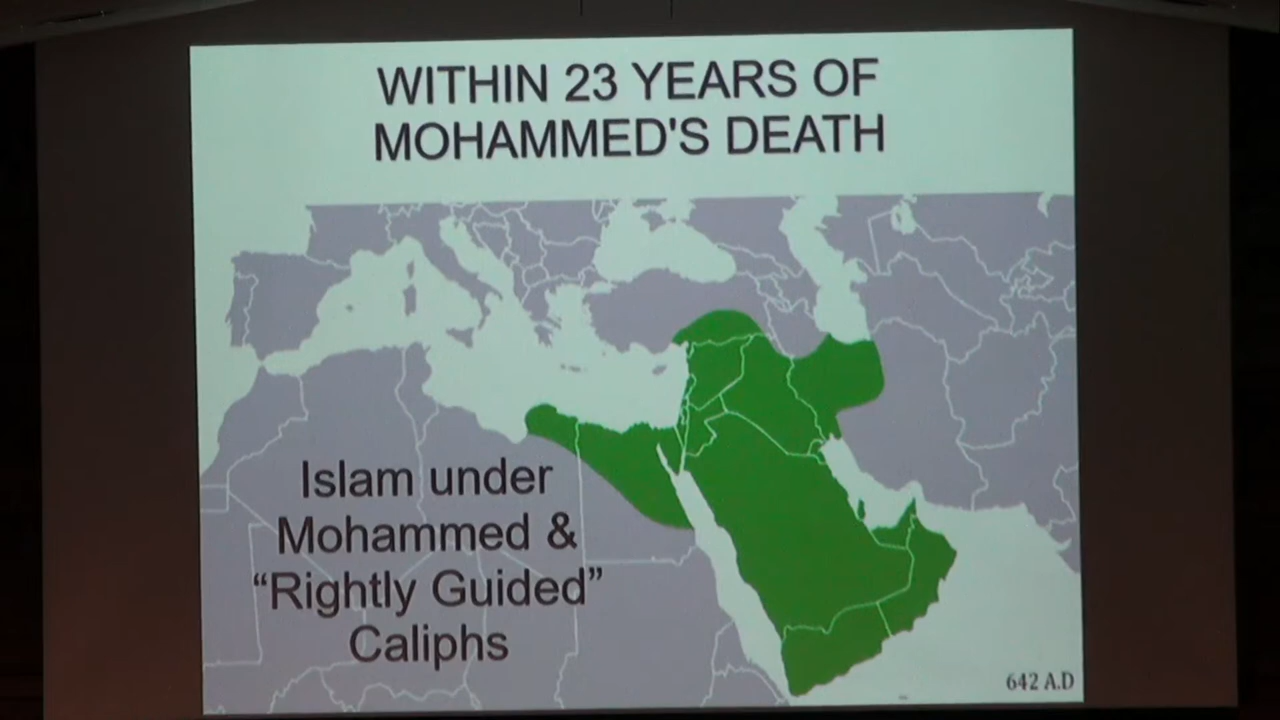 WITHIN 23 YEARS OF
MOHAMMED'S DEATH
Islam under
Mohammed &
“Rightly Guided”
Caliphs
642 A.D